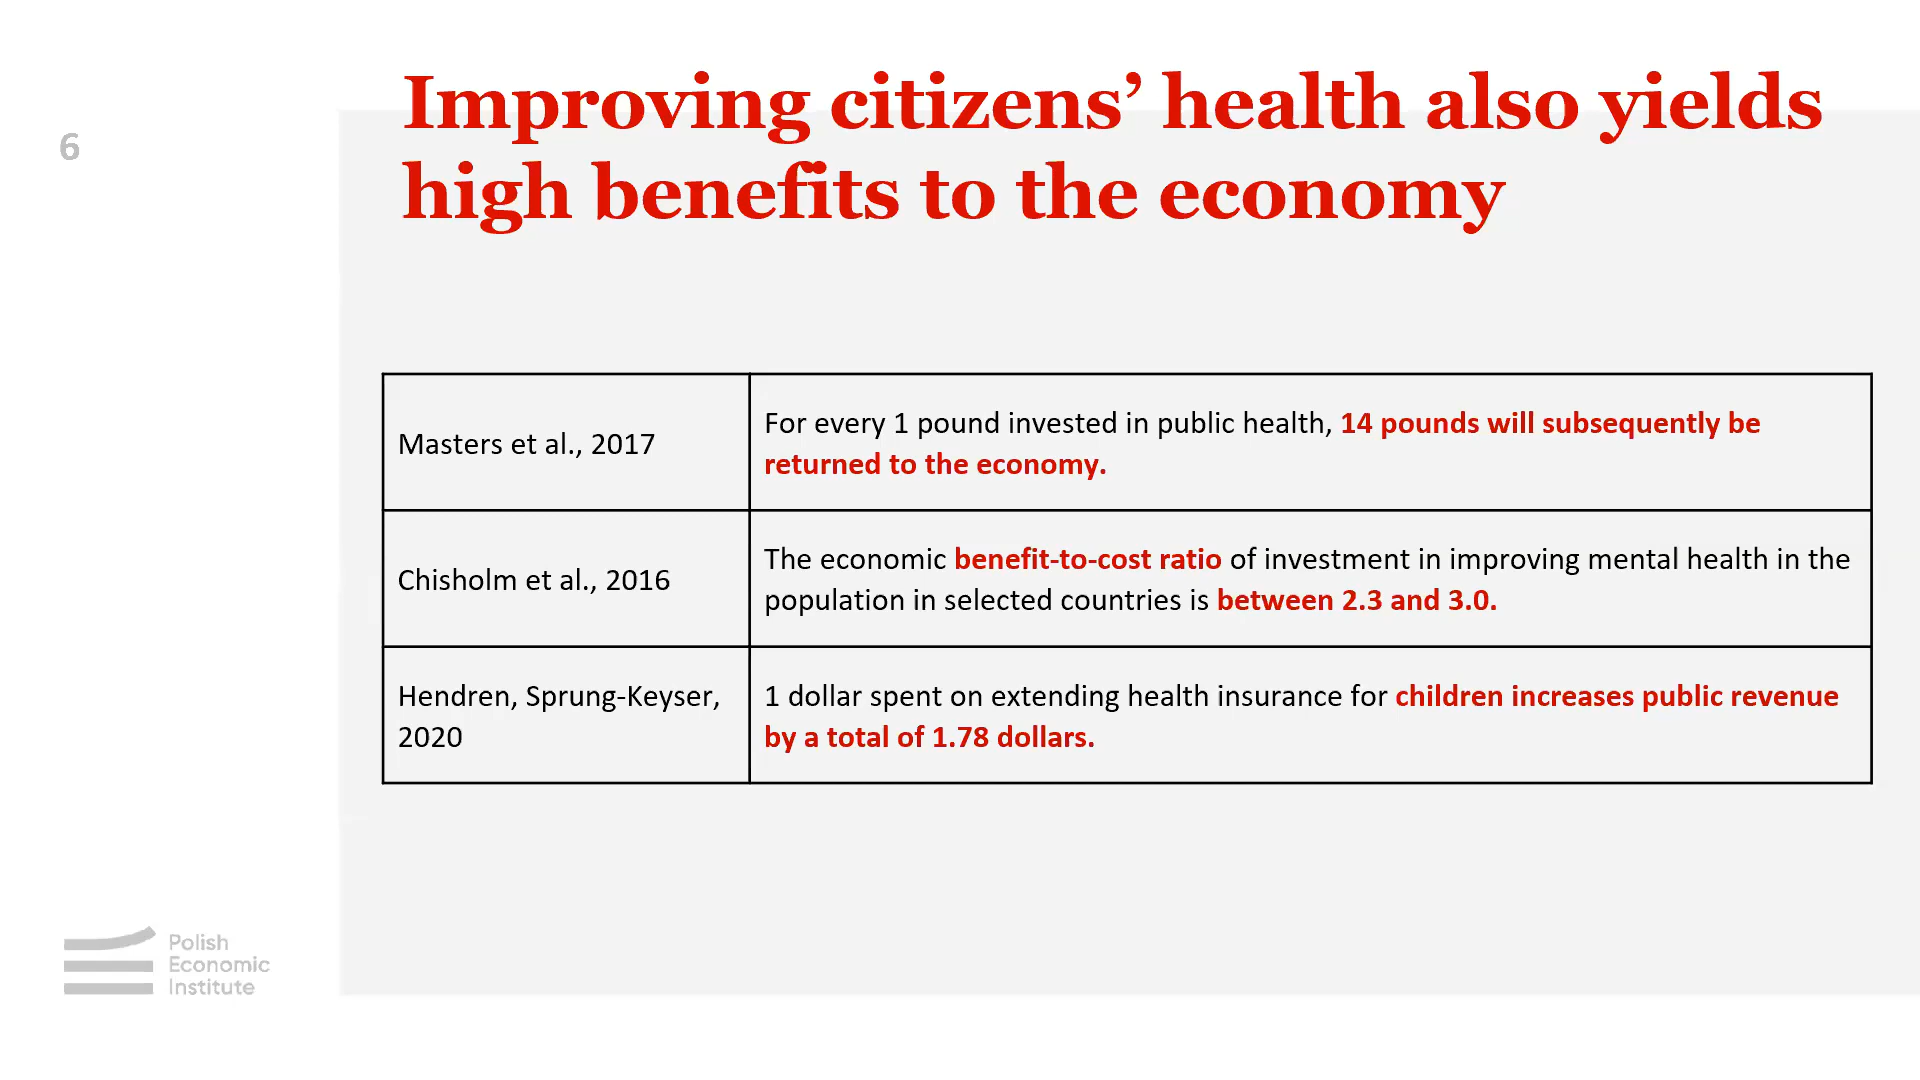 6
Improving citizens’ health also yields
high benefits to the economy
Masters et al., 2017
For every 1 pound invested in public health, 14 pounds will subsequently be
returned to the economy.
Chisholm et al., 2016
The economic benefit-to-cost ratio of investment in improving mental health in the
population in selected countries is between 2.3 and 3.0.
Hendren, Sprung-Keyser,
2020
1 dollar spent on extending health insurance for children increases public revenue
by a total of 1.78 dollars.
Polish
Economic
Institute